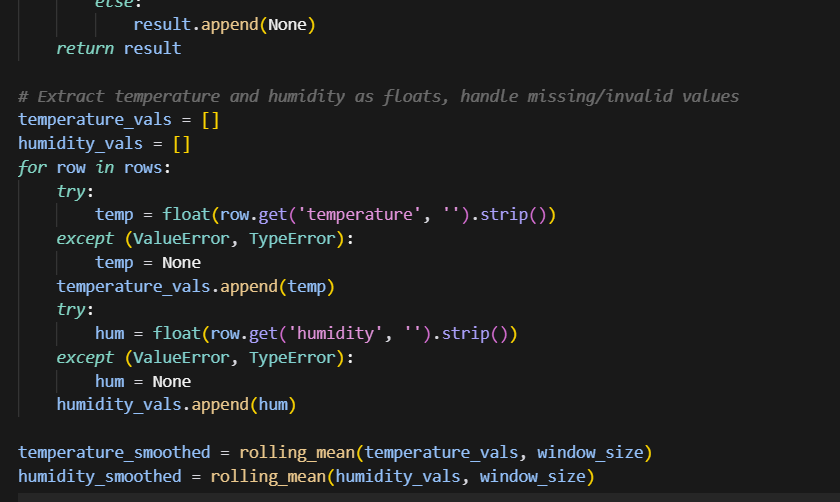 else:
result.append(None)
return result
# Extract temperature and humidity as floats, handle missing/invalid values
temperature_vals = []
humidity_vals = []
for row in rows:
try:
temp = float(row.get('temperature', '').strip())
except (ValueError, TypeError):
temp = None
temperature_vals.append(temp)
try:
hum = float(row.get('humidity', '').strip())
except (ValueError, TypeError):
hum = None
humidity_vals.append(hum)
temperature_smoothed = rolling_mean(temperature_vals, window_size)
humidity_smoothed = rolling_mean(humidity_vals, window_size)